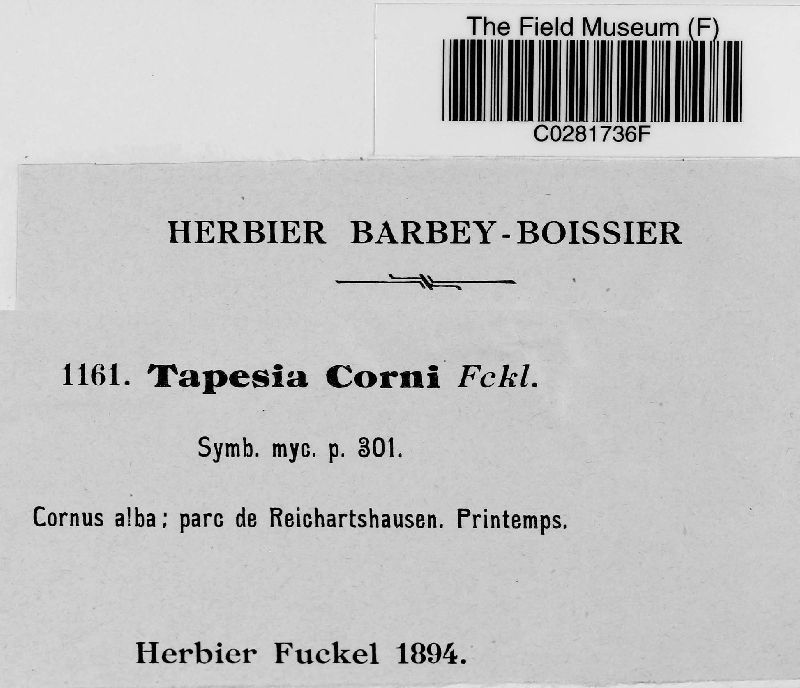 The Field Museum (F)
C0281736F
HERBIER BARBEY-BOISSIER
1161. Tapesia Corni Fckl.
Symb. myc. p. 301.
Cornus alba; parc de Reichartshausen. Printemps.
Herbier Fuckel 1894.